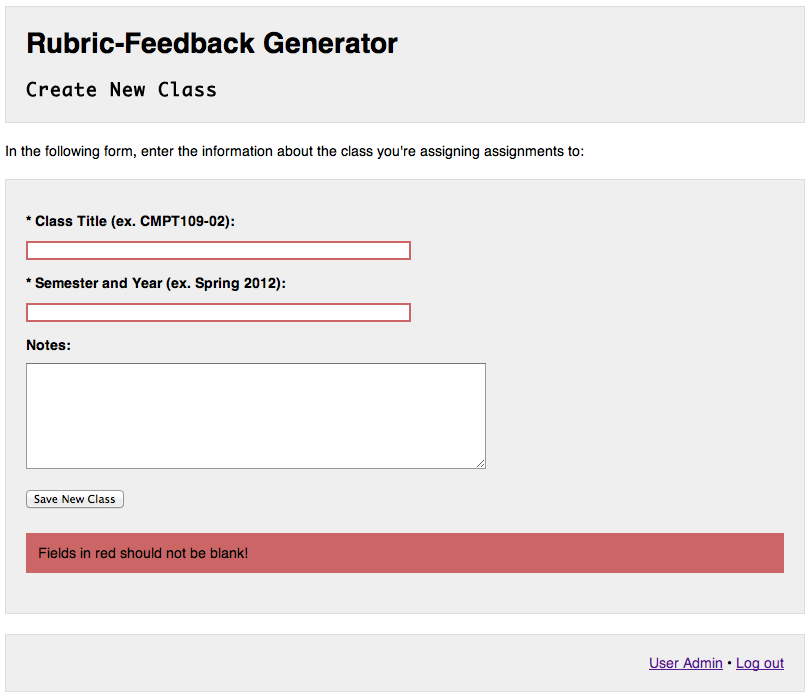 Rubric-Feedback Generator
Create New Class
In the following form, enter the information about the class you're assigning assignments to:
* Class Title (ex. CMPT109-02):
* Semester and Year (ex. Spring 2012):
Notes:
Save New Class
Fields in red should not be blank!
User Admin • Log out